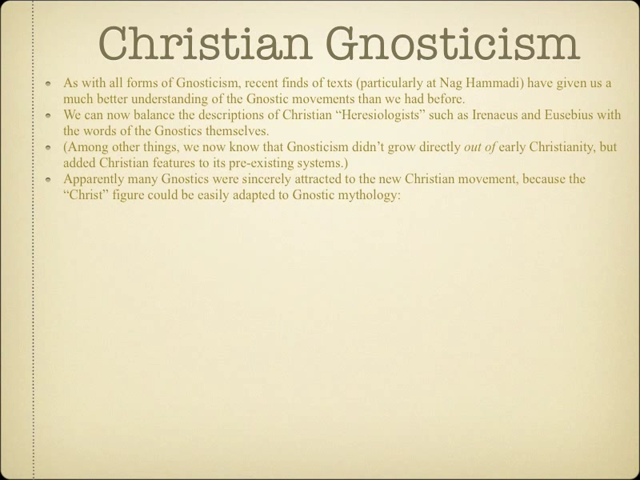 Christian Gnosticism
As with all forms of Gnosticism, recent finds of texts (particularly at Nag Hammadi) have given us a
much better understanding of the Gnostic movements than we had before.
We can now balance the descriptions of Christian “Heresiologists” such as Irenaeus and Eusebius with
the words of the Gnostics themselves.
(Among other things, we now know that Gnosticism didn’t grow directly out of early Christianity, but
added Christian features to its pre-existing systems.)
Apparently many Gnostics were sincerely attracted to the new Christian movement, because the
“Christ” figure could be easily adapted to Gnostic mythology: